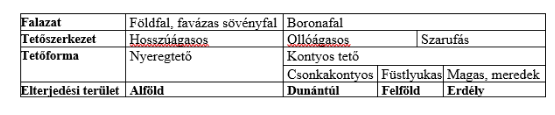 Falazat Földfal, favázas sövényfal Boronafal
Tetőszerkezet Hosszúágasos Ollóágasos Szarufás
Tetőforma Nyeregtető Kontyos tető
Csonkakontyos Füstlyukas Magas, meredek
Elterjedési terület Alföld Dunántúl Felföld Erdély